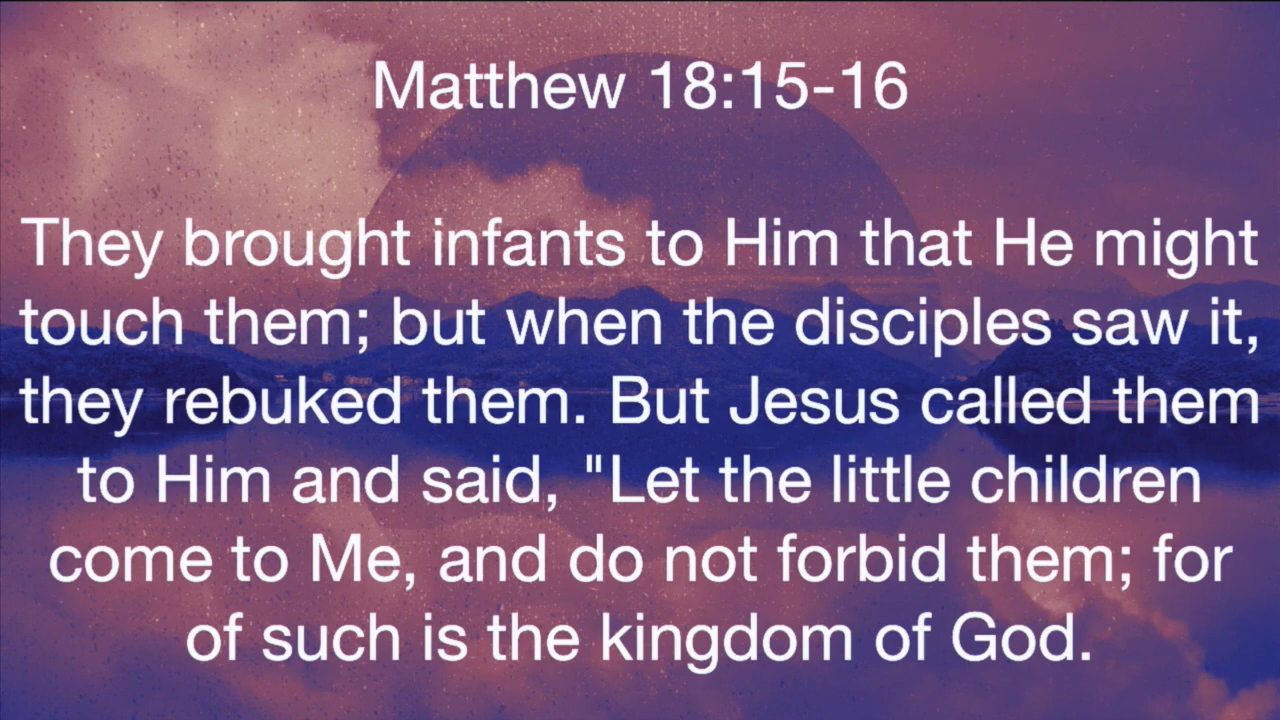 Matthew 18:15-16
They brought infants to Him that He might
touch them; but when the disciples saw it,
they rebuked them. But Jesus called them
to Him and said, "Let the little children
come to Me, and do not forbid them; for
of such is the kingdom of God.